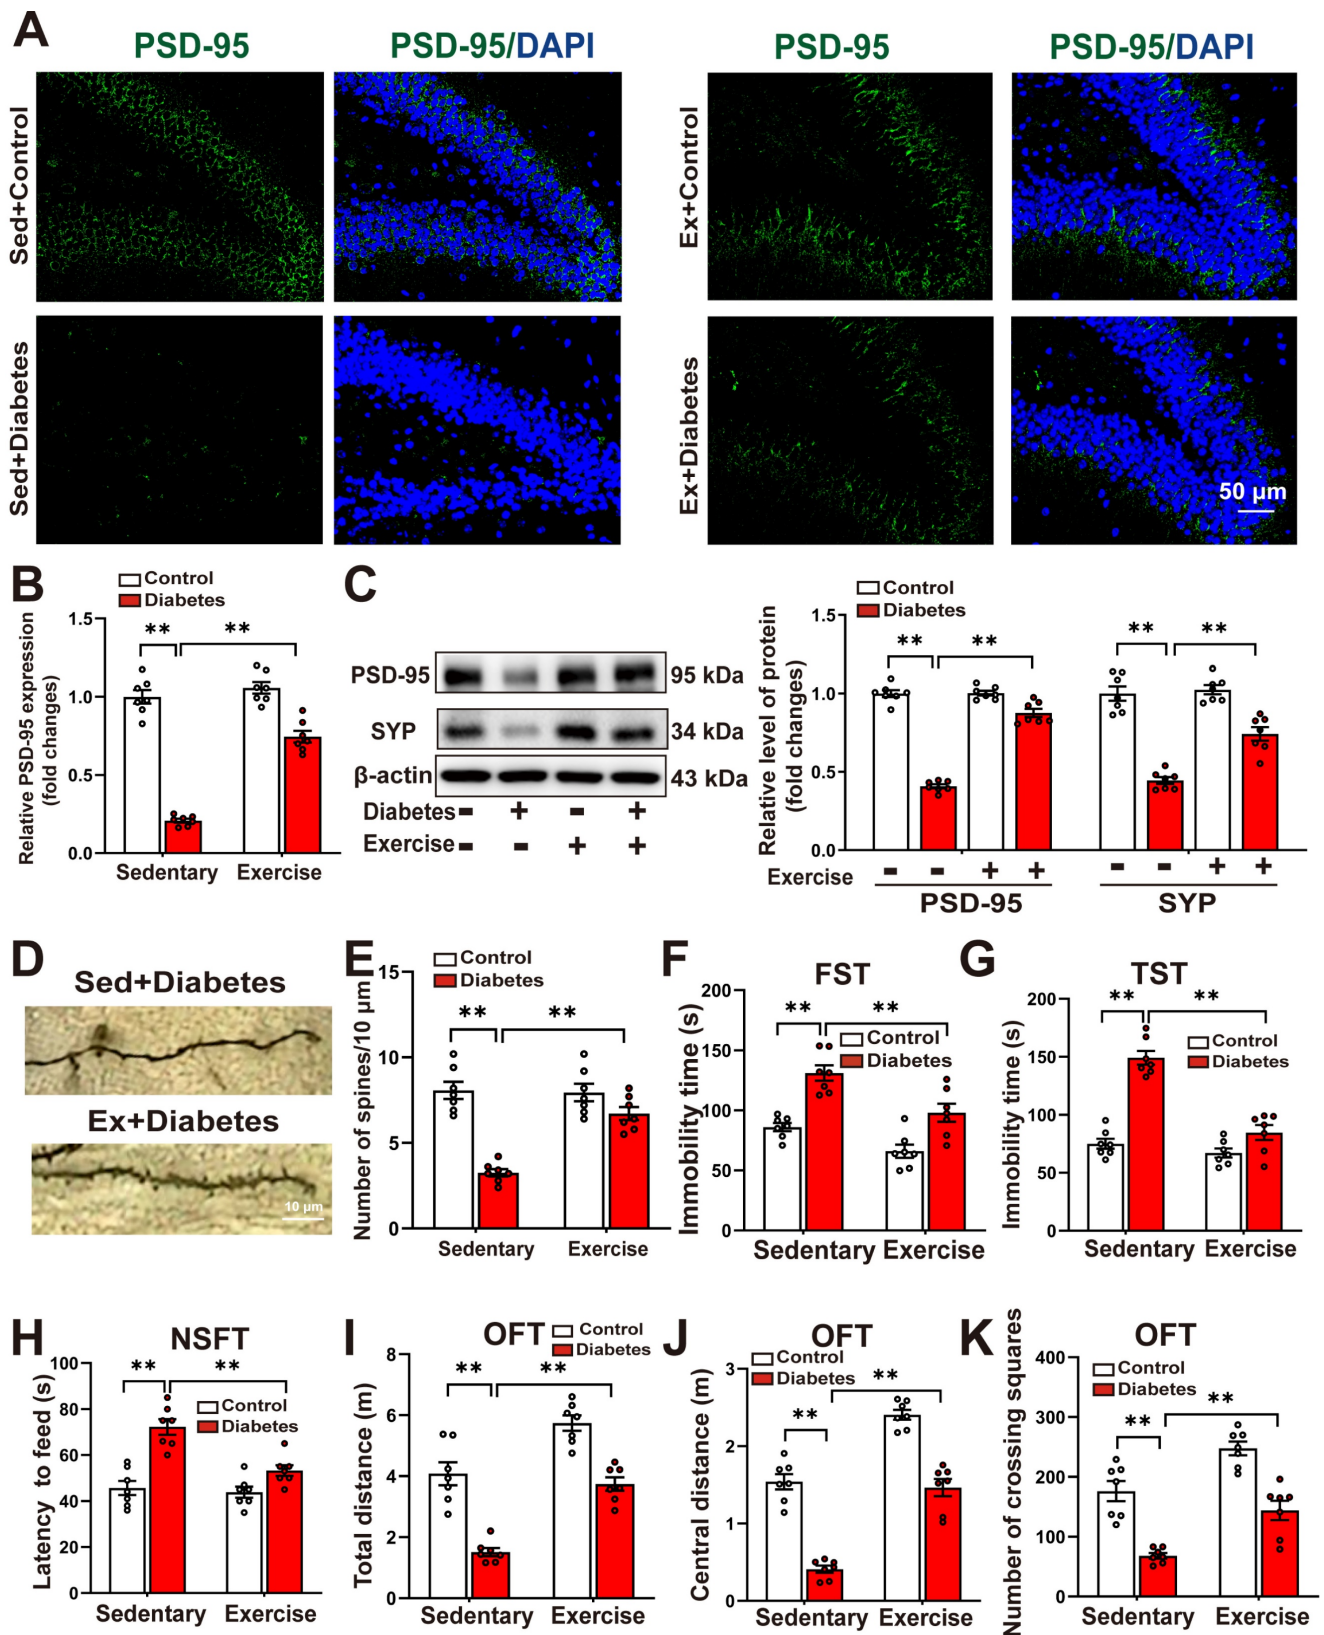 A
PSD-95
PSD-95/DAPI
PSD-95
PSD-95/DAPI
Sed+Control
Ex+Control
Sed+Diabetes
Ex+Diabetes
50 μm
B
Control
Diabetes
Relative PSD-95 expression
(fold changes)
1.5
1.0
0.5
0.0
** **
Sedentary Exercise
C
PSD-95 95 kDa
SYP 34 kDa
β-actin 43 kDa
Diabetes - + - +
Exercise - - + +
Control
Diabetes
Relative level of protein
(fold changes)
1.5
1.0
0.5
0.0
** ** ** **
Exercise - - + + - - + +
PSD-95 SYP
D
Sed+Diabetes
Ex+Diabetes
10 μm
E
Control
Diabetes
Number of spines/10 μm
15
10
5
0
** **
Sedentary Exercise
F
FST
Immobility time (s)
200
150
100
50
0
** **
Control
Diabetes
Sedentary Exercise
G
TST
Immobility time (s)
200
150
100
50
0
** **
Control
Diabetes
Sedentary Exercise
H
NSFT
Latency to feed (s)
100
80
60
40
20
0
** **
Control
Diabetes
Sedentary Exercise
I
OFT
Control
Diabetes
Total distance (m)
8
6
4
2
0
** **
Sedentary Exercise
J
OFT
Control
Diabetes
Central distance (m)
3
2
1
0
** **
Sedentary Exercise
K
OFT
Control
Diabetes
Number of crossing squares
400
300
200
100
0
** **
Sedentary Exercise